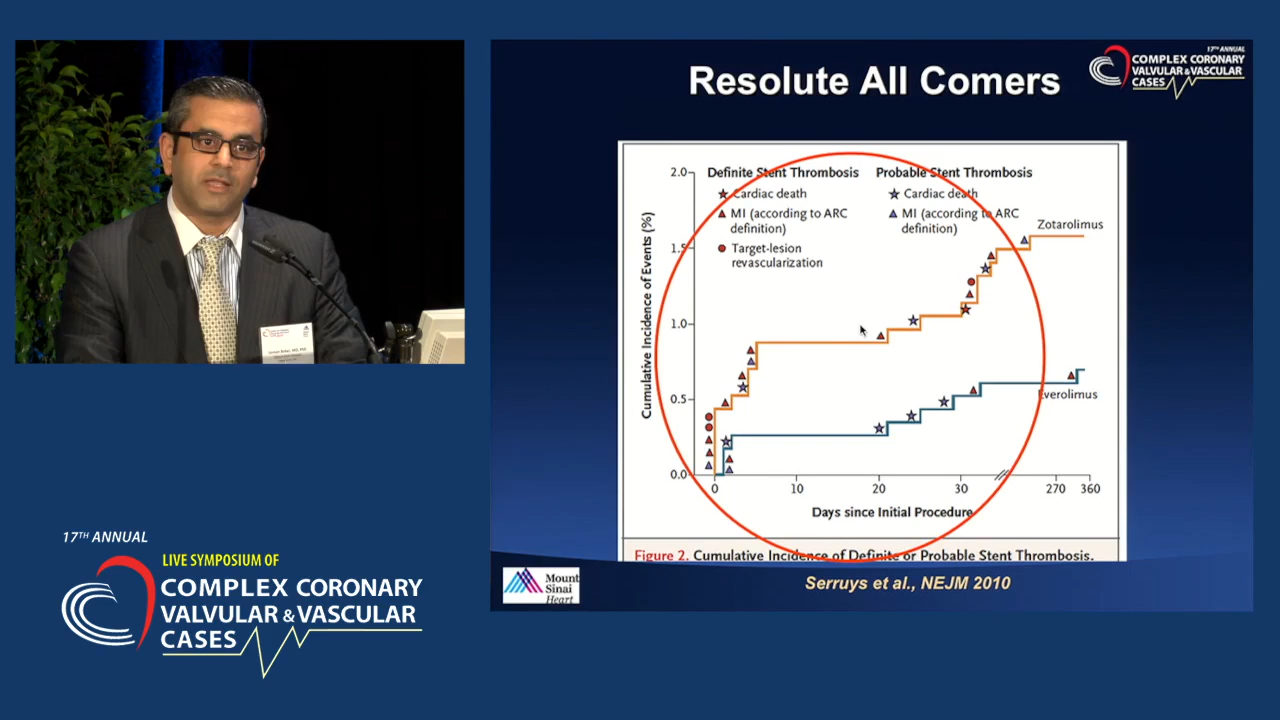 Resolute All Comers
17TH ANNUAL
COMPLEX CORONARY
VALVULAR & VASCULAR
CASES
Definite Stent Thrombosis
Cardiac death
MI (according to ARC
definition)
Target-lesion
revascularization
Probable Stent Thrombosis
Cardiac death
MI (according to ARC
definition)
Zotarolimus
Everolimus
Cumulative Incidence of Events (%)
2.0
1.5
1.0
0.5
0.0
0 10 20 30 270 360
Days since Initial Procedure
Figure 2. Cumulative Incidence of Definite or Probable Stent Thrombosis.
Mount
Sinai
Heart
Serruys et al., NEJM 2010
17TH ANNUAL
LIVE SYMPOSIUM OF
COMPLEX CORONARY
VALVULAR & VASCULAR
CASES